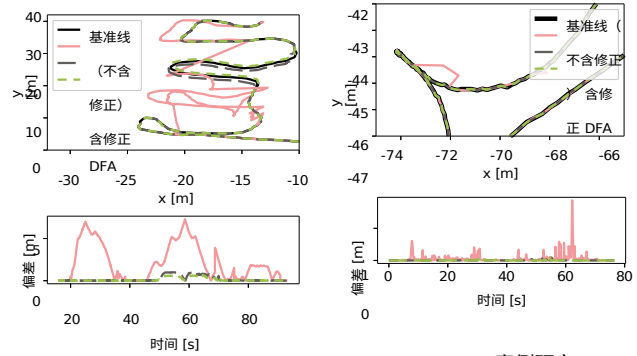 40
30
20
10
0
y [m]
基准线
（不含
修正）
含修正
DFA
-30
-25
-20
-15
-10
x [m]
-42
-43
-44
-45
-46
-47
y [m]
基准线（
不含修正
）含修
正 DFA
-74
-72
-70
-68
-66
x [m]
偏差 [m]
0
20
40
60
80
时间 [s]
偏差 [m]
0
0
20
40
60
80
时间 [s]